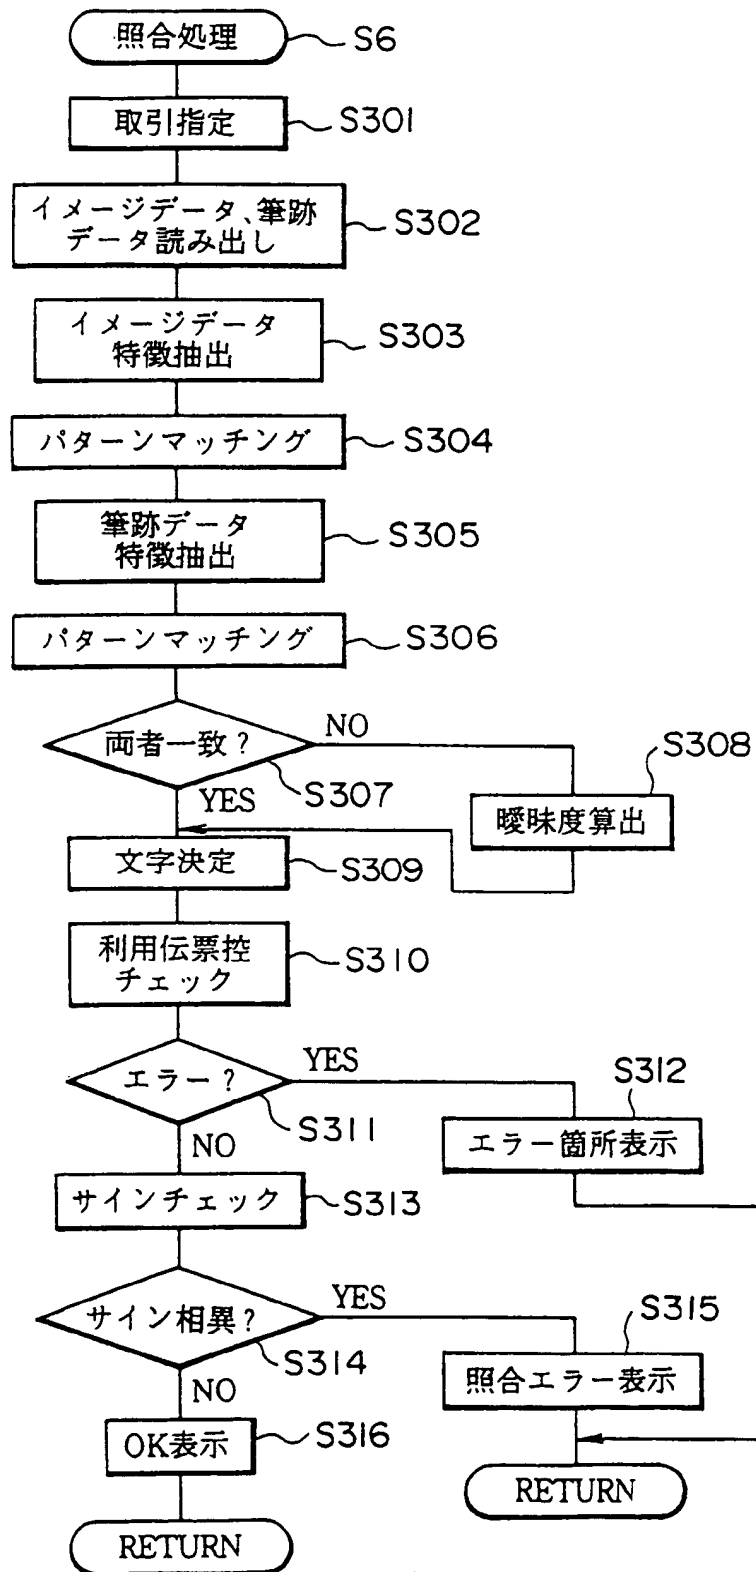 照合処理
S6
取引指定
S301
イメージデータ、筆跡
データ読み出し
S302
イメージデータ
特徴抽出
S303
パターンマッチング
S304
筆跡データ
特徴抽出
S305
パターンマッチング
S306
両者一致?
NO
S307
YES
S308
曖昧度算出
文字決定
S309
利用伝票控
チェック
S310
エラー?
YES
S311
NO
S312
エラー箇所表示
サインチェック
S313
サイン相異?
YES
S314
NO
S315
照合エラー表示
OK表示
S316
RETURN
RETURN